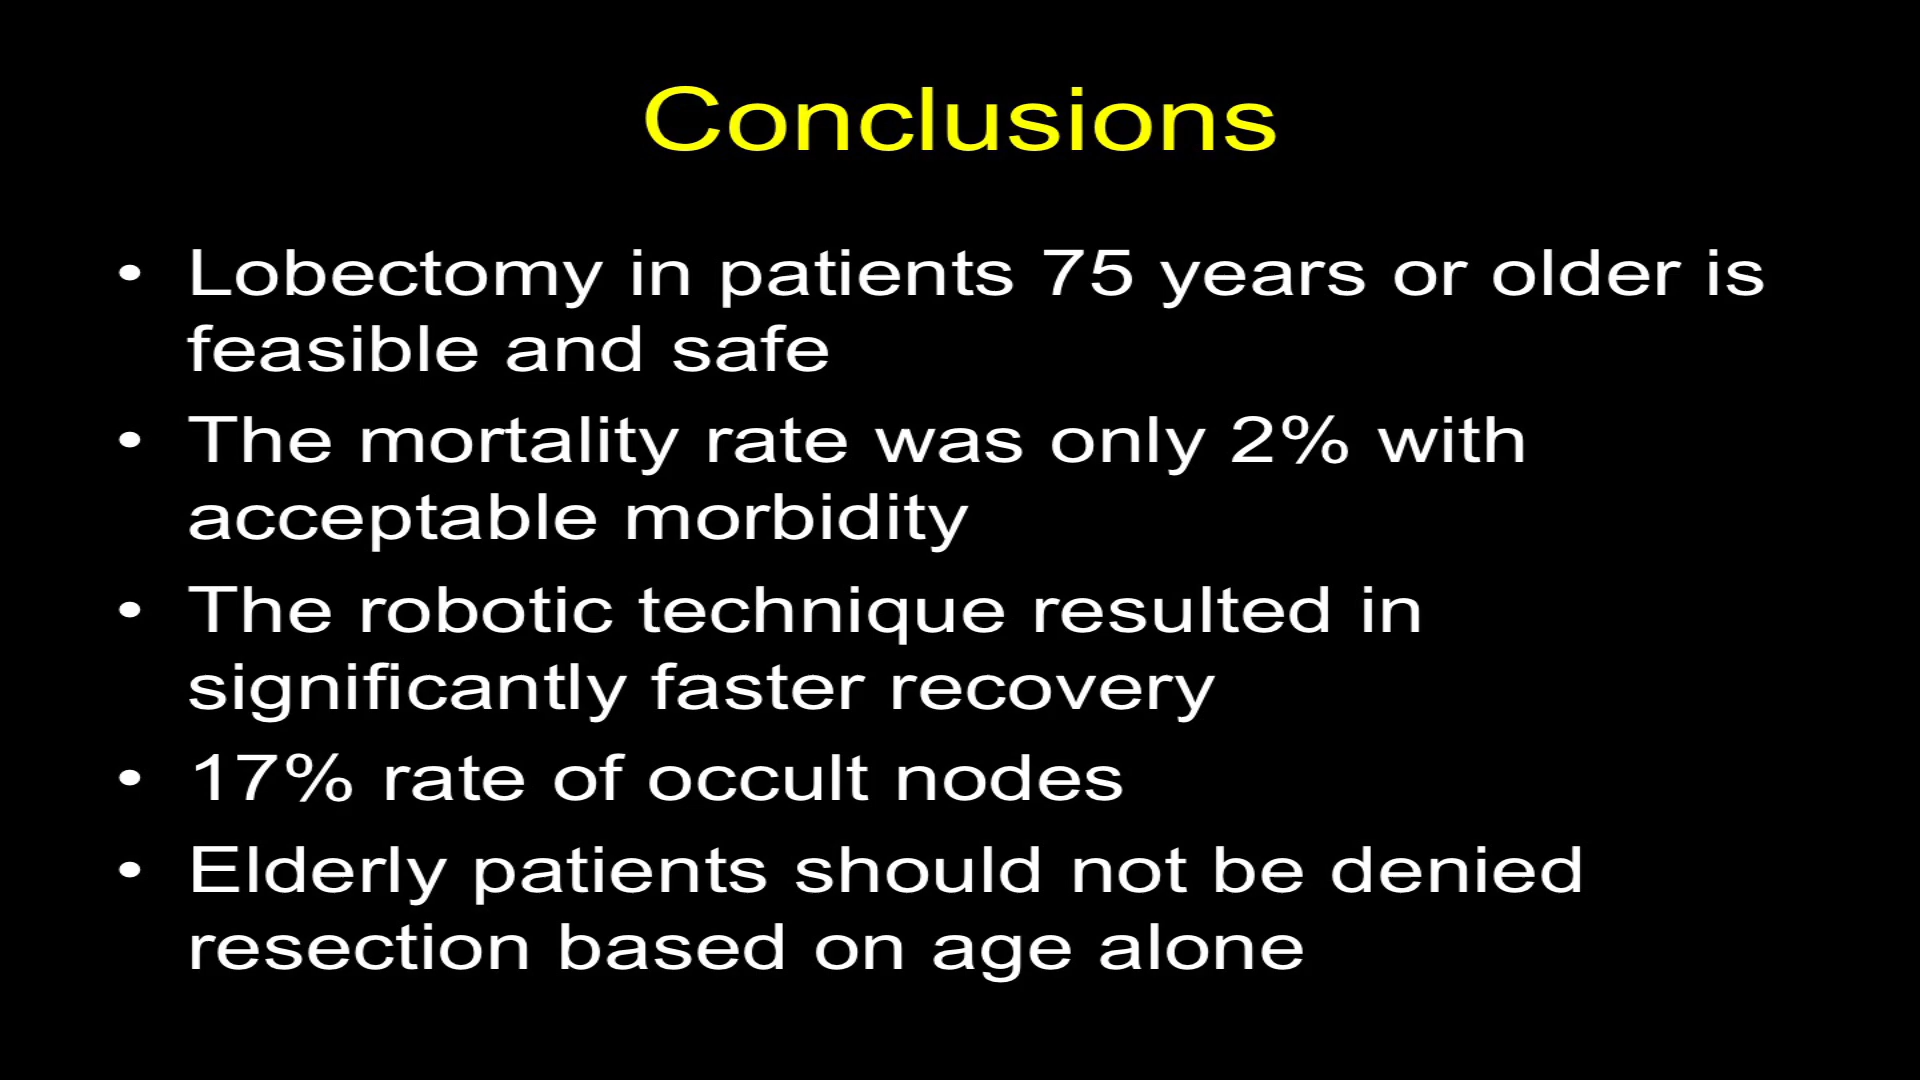 Conclusions
• Lobectomy in patients 75 years or older is
feasible and safe
• The mortality rate was only 2% with
acceptable morbidity
• The robotic technique resulted in
significantly faster recovery
• 17% rate of occult nodes
• Elderly patients should not be denied
resection based on age alone